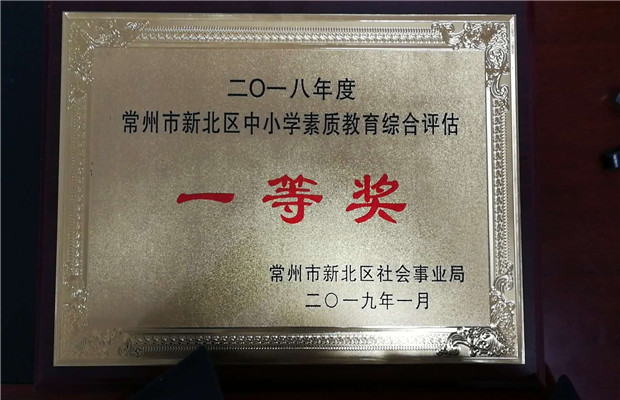 二〇一八年度
常州市新北区中小学素质教育综合评估
一等奖
常州市新北区社会事业局
二〇一九年一月